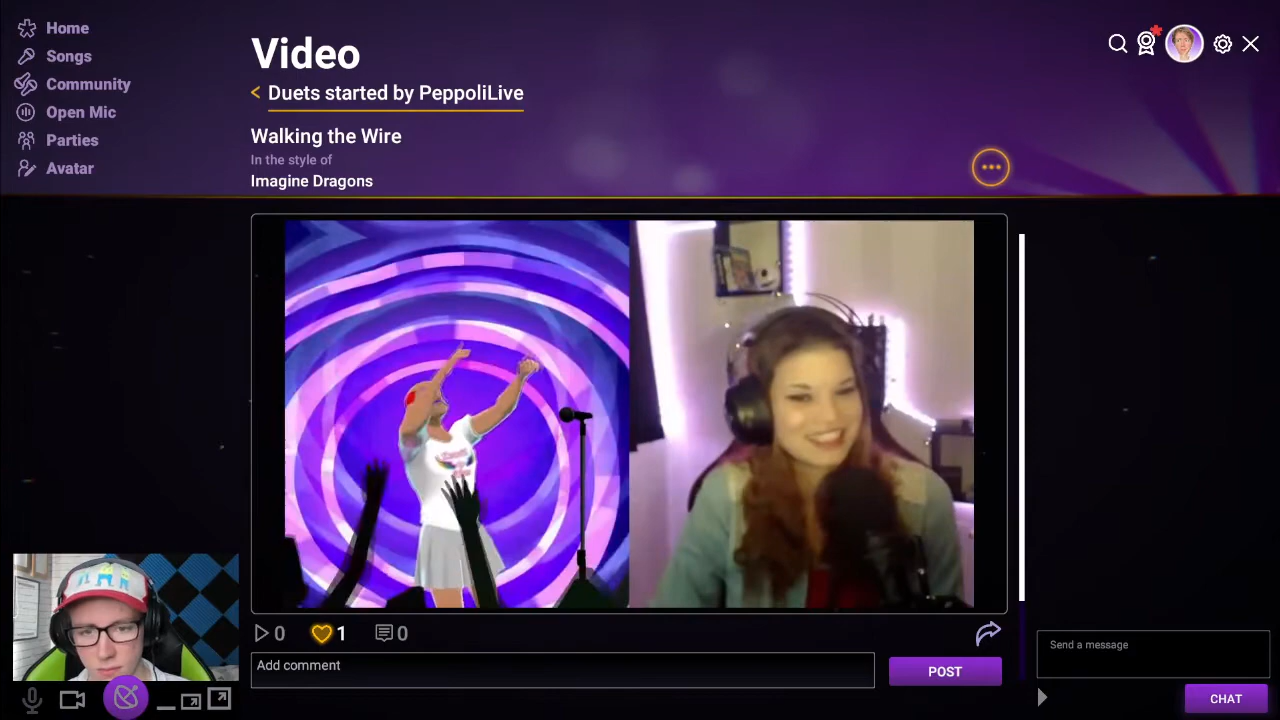 Home
Songs
Community
Open Mic
Parties
Avatar
Video
< Duets started by PeppoliLive
Walking the Wire
In the style of
Imagine Dragons
0
1
0
Add comment
POST
Send a message
CHAT